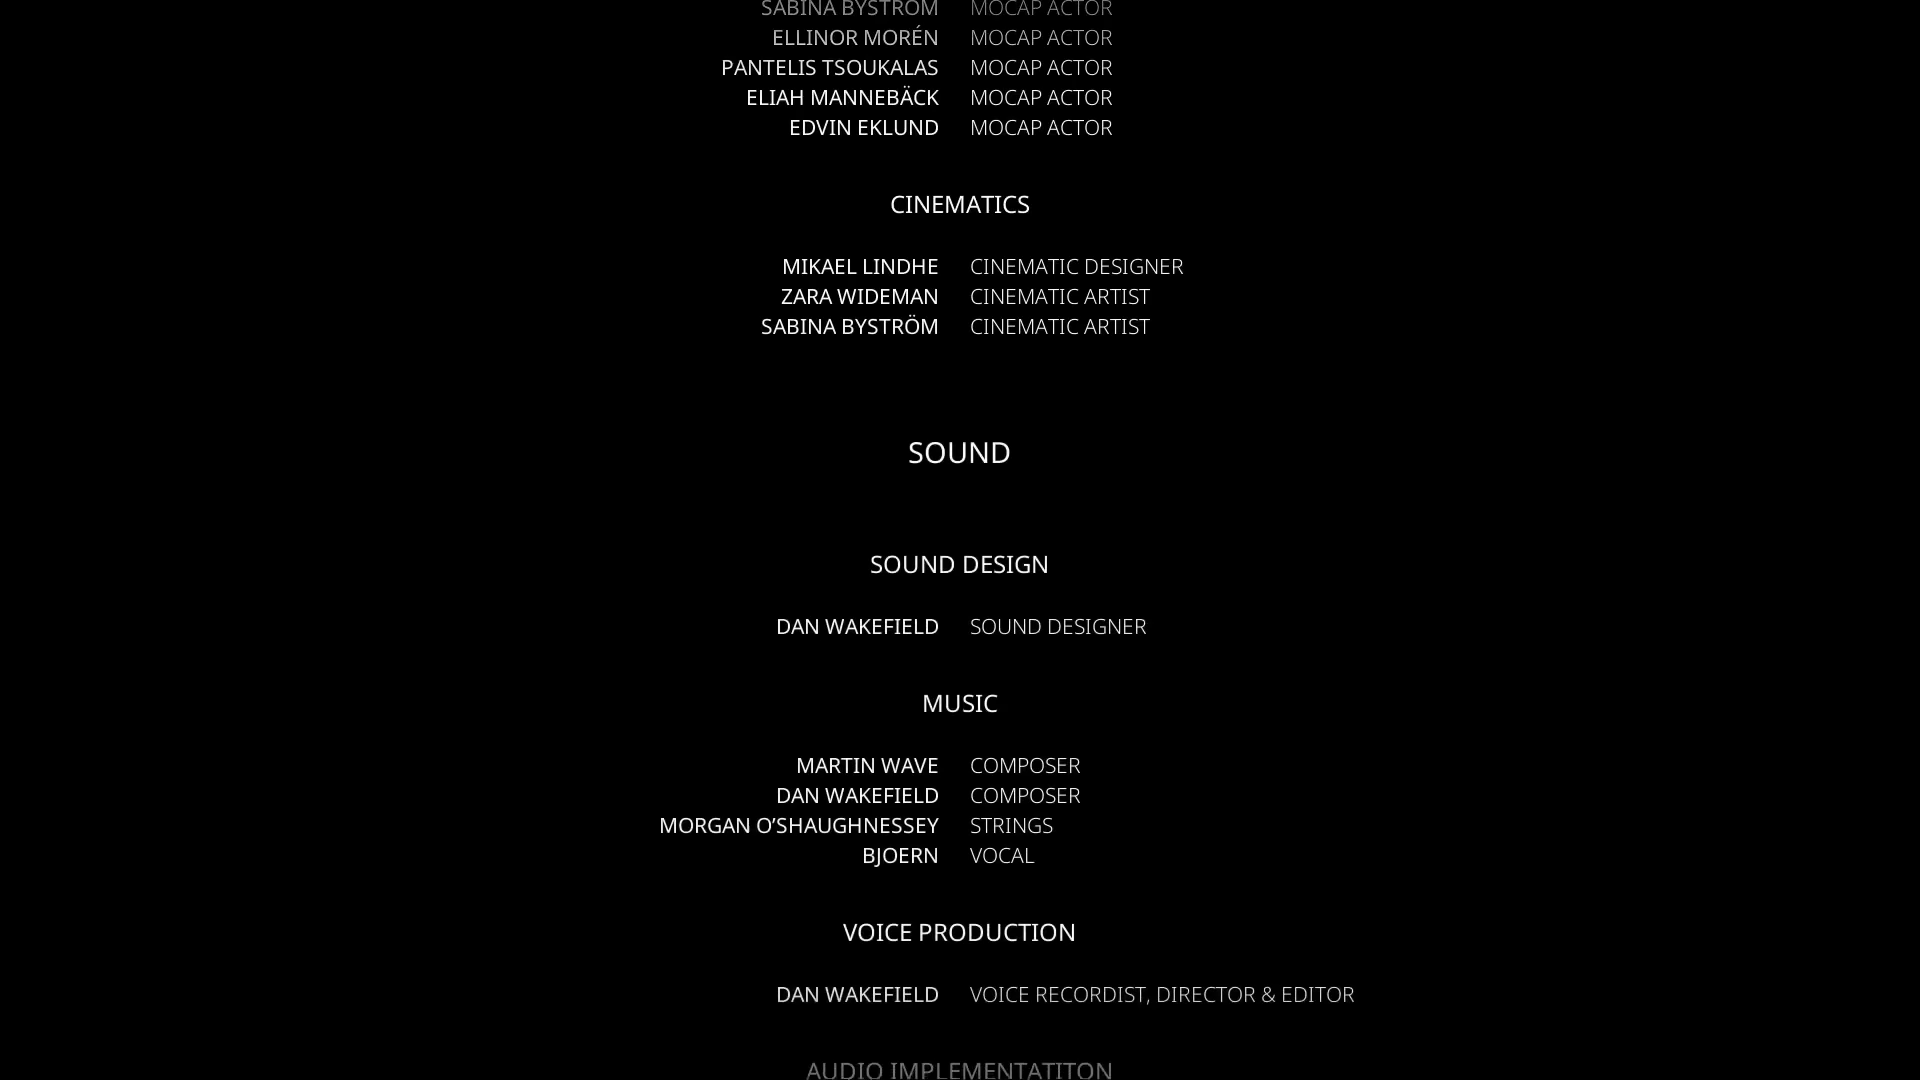 SABINA BYSTRÖM MOCAP ACTOR
ELLINOR MORÉN MOCAP ACTOR
PANTELIS TSOUKALAS MOCAP ACTOR
ELIAH MANNEBÄCK MOCAP ACTOR
EDVIN EKLUND MOCAP ACTOR
CINEMATICS
MIKAEL LINDHE CINEMATIC DESIGNER
ZARA WIDEMAN CINEMATIC ARTIST
SABINA BYSTRÖM CINEMATIC ARTIST
SOUND
SOUND DESIGN
DAN WAKEFIELD SOUND DESIGNER
MUSIC
MARTIN WAVE COMPOSER
DAN WAKEFIELD COMPOSER
MORGAN O’SHAUGHNESSEY STRINGS
BJOERN VOCAL
VOICE PRODUCTION
DAN WAKEFIELD VOICE RECORDIST, DIRECTOR & EDITOR
AUDIO IMPLEMENTATITON